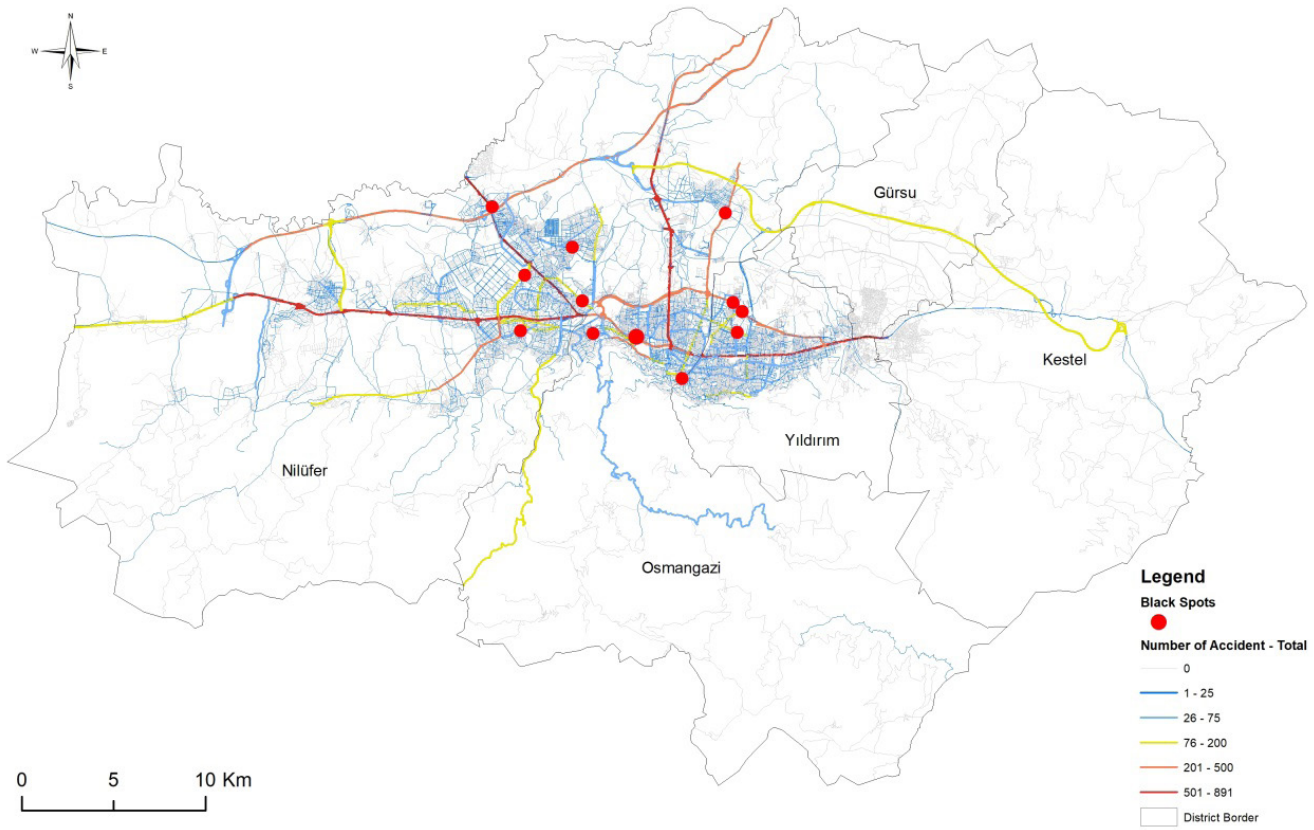 N
W E
S
Gürsu
Kestel
Yıldırım
Nilüfer
Osmangazi
Legend
Black Spots
Number of Accident - Total
0
1 - 25
26 - 75
76 - 200
201 - 500
501 - 891
District Border
0 5 10 Km